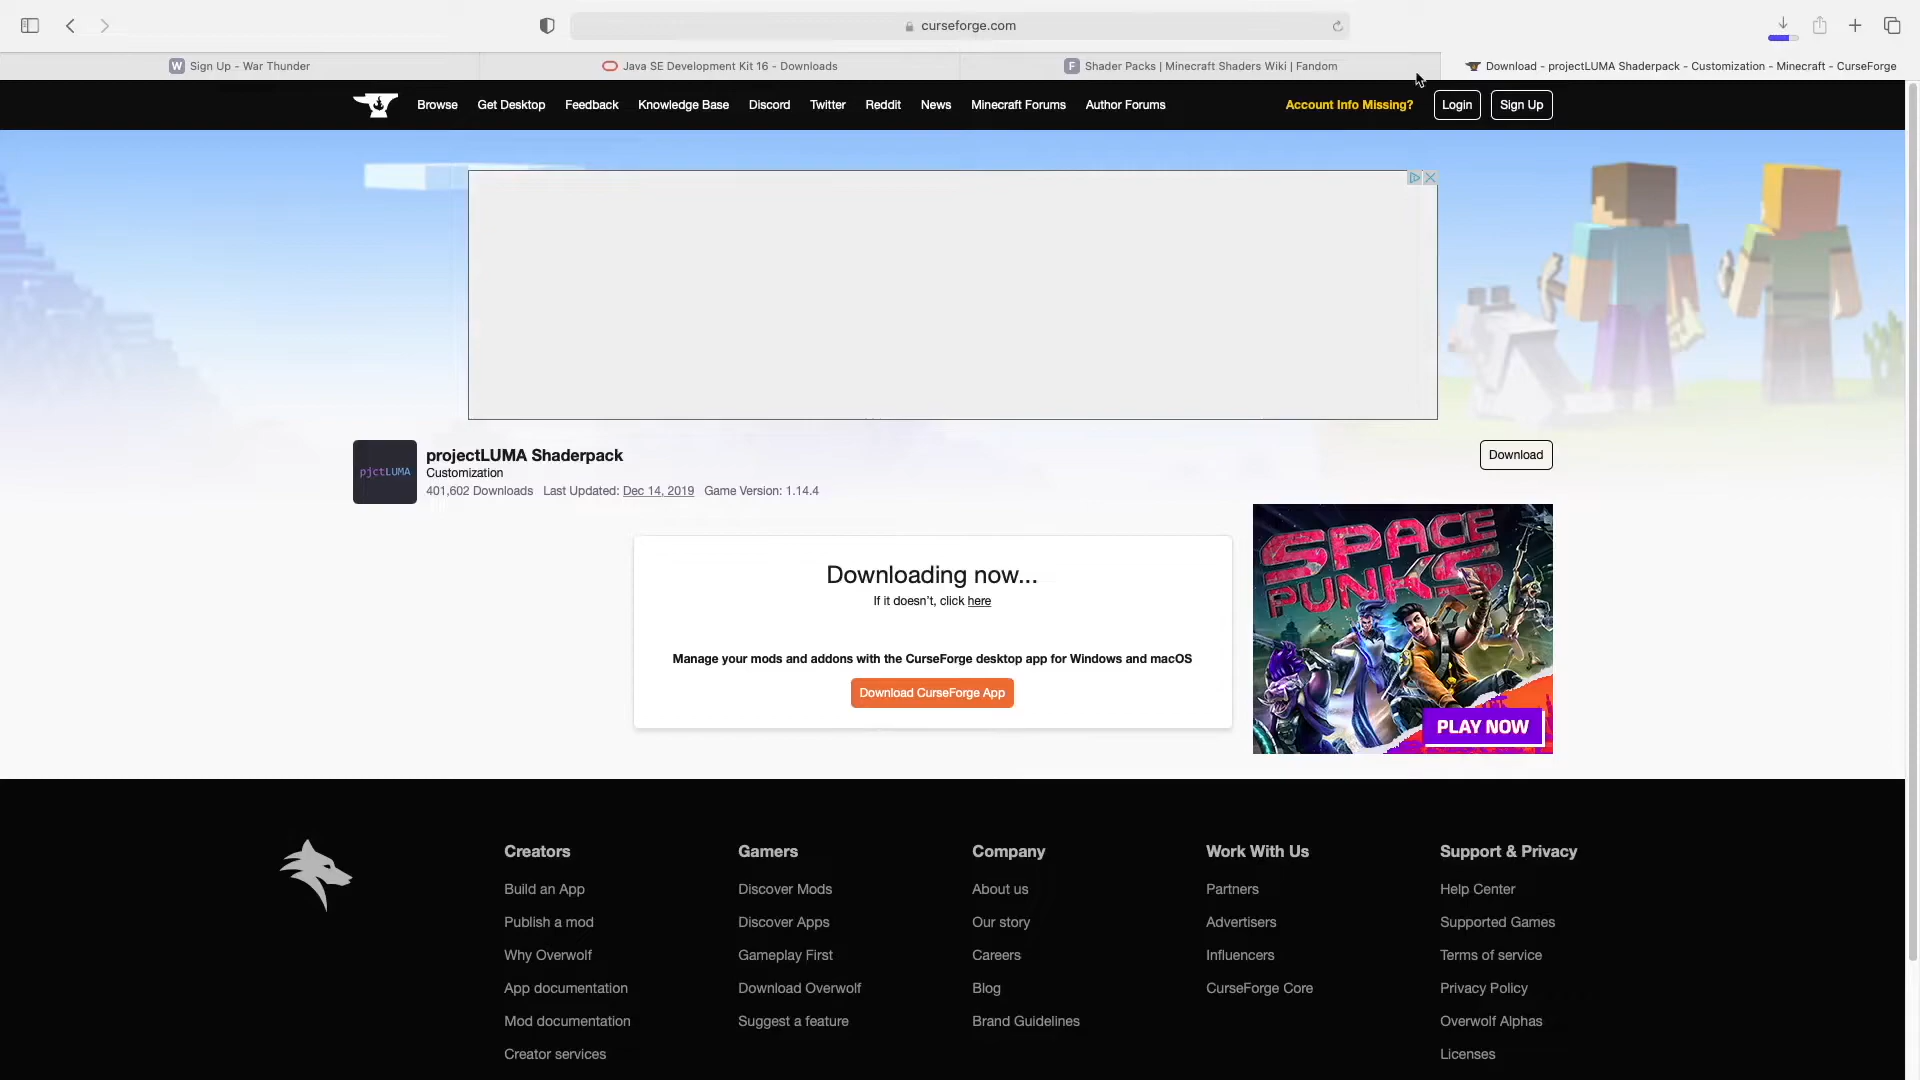 curseforge.com
W Sign Up - War Thunder
Java SE Development Kit 16 - Downloads
F Shader Packs | Minecraft Shaders Wiki | Fandom
Download - projectLUMA Shaderpack - Customization - Minecraft - CurseForge
Browse Get Desktop Feedback Knowledge Base Discord Twitter Reddit News Minecraft Forums Author Forums Account Info Missing? Login Sign Up
pjctLUMA
projectLUMA Shaderpack
Customization
401,602 Downloads Last Updated: Dec 14, 2019 Game Version: 1.14.4
Download
Downloading now...
If it doesn't, click here
Manage your mods and addons with the CurseForge desktop app for Windows and macOS
Download CurseForge App
SPACE
PUNKS
PLAY NOW
Creators
Build an App
Publish a mod
Why Overwolf
App documentation
Mod documentation
Creator services
Gamers
Discover Mods
Discover Apps
Gameplay First
Download Overwolf
Suggest a feature
Company
About us
Our story
Careers
Blog
Brand Guidelines
Work With Us
Partners
Advertisers
Influencers
CurseForge Core
Support & Privacy
Help Center
Supported Games
Terms of service
Privacy Policy
Overwolf Alphas
Licenses